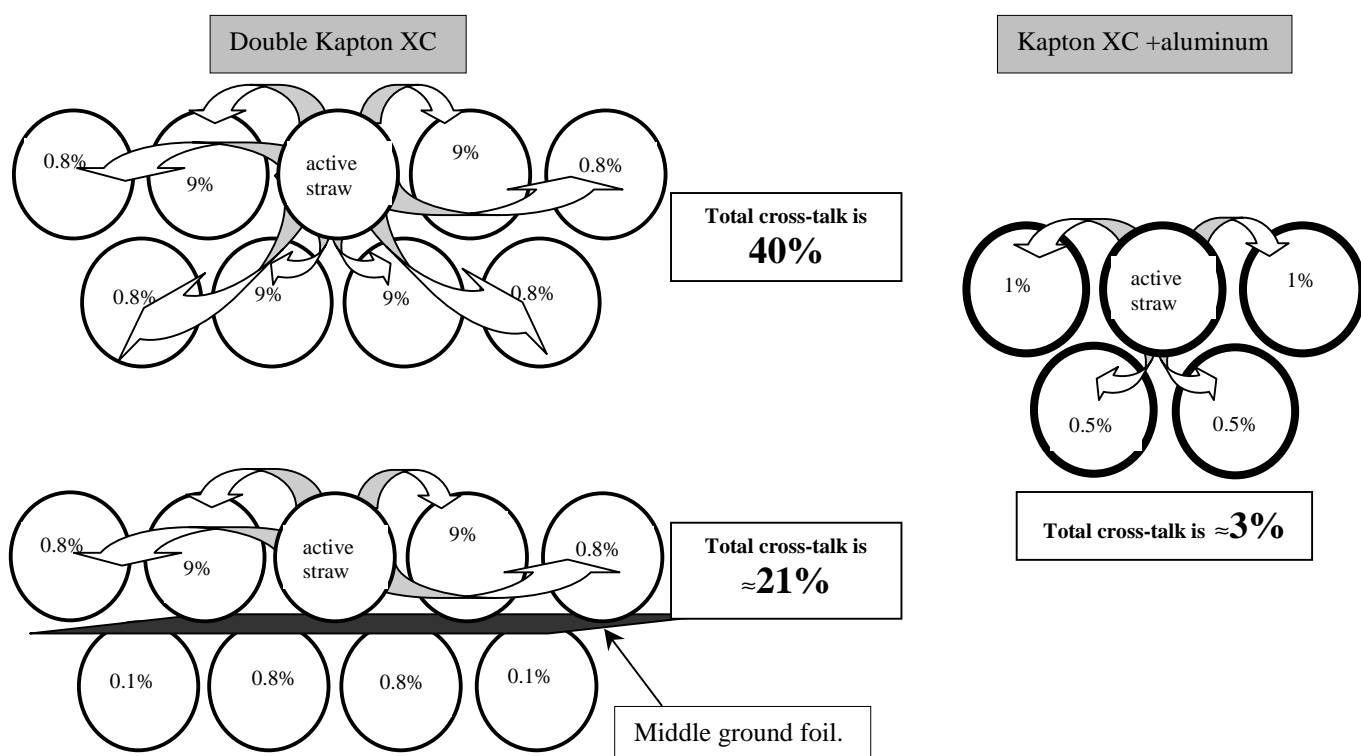 Double Kapton XC
Kapton XC +aluminum
0.8%
9%
active
straw
9%
0.8%
0.8%
9%
9%
0.8%
Total cross-talk is
40%
1%
active
straw
1%
0.5%
0.5%
Total cross-talk is ≈3%
0.8%
9%
active
straw
9%
0.8%
Total cross-talk is
≈21%
0.1%
0.8%
0.8%
0.1%
Middle ground foil.